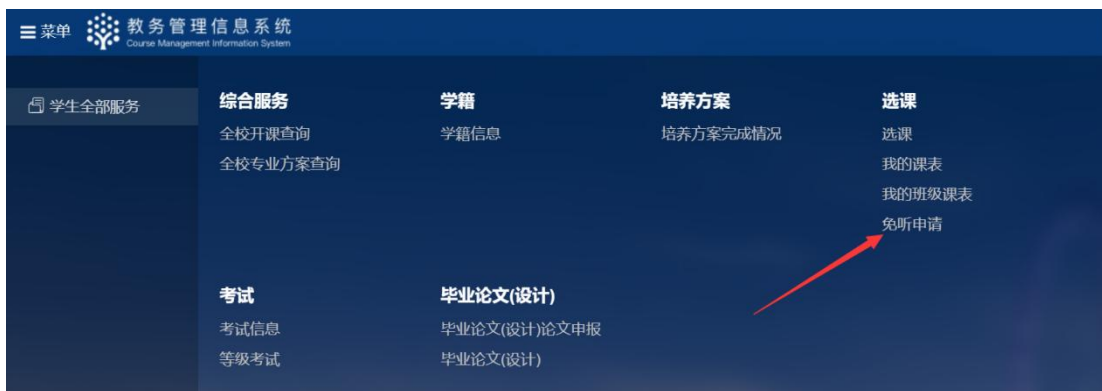 菜单
教务管理信息系统
Course Management Information System
学生全部服务
综合服务
全校开课查询
全校专业方案查询
学籍
学籍信息
培养方案
培养方案完成情况
选课
选课
我的课表
我的班级课表
免听申请
考试
考试信息
等级考试
毕业论文(设计)
毕业论文(设计)论文申报
毕业论文(设计)